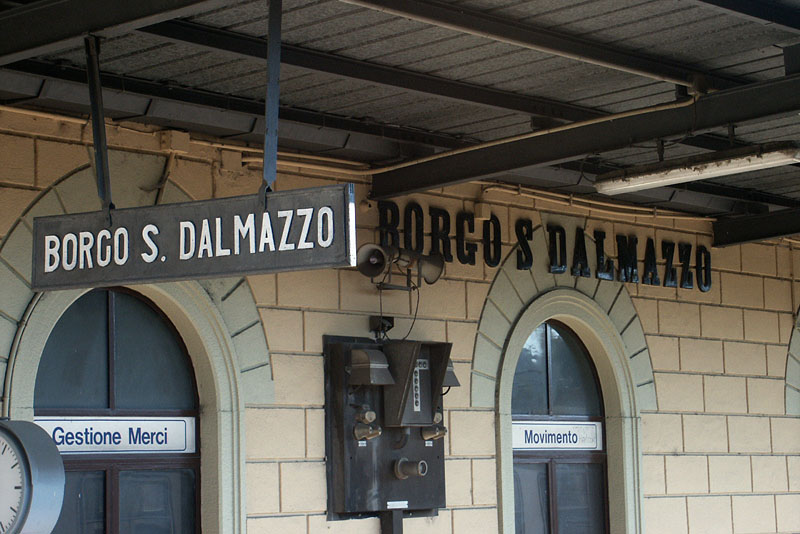 BORGO S. DALMAZZO
BORGO S DALMAZZO
Gestione Merci
Movimento